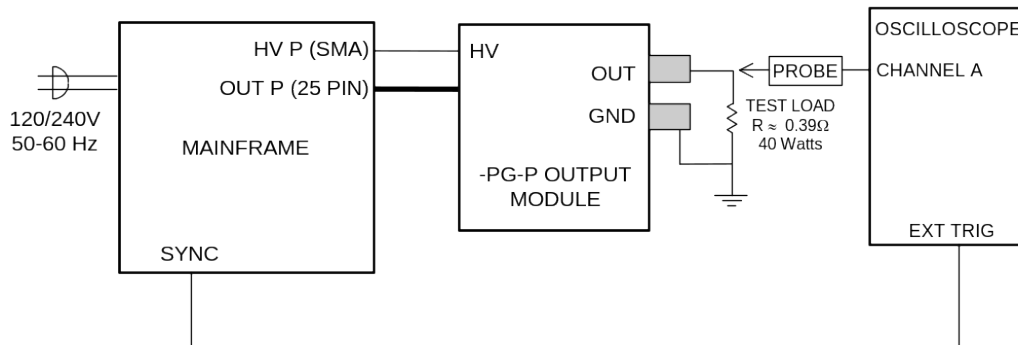 120/240V
50-60 Hz
HV P (SMA)
OUT P (25 PIN)
MAINFRAME
SYNC
HV
OUT
GND
-PG-P OUTPUT
MODULE
PROBE
TEST LOAD
R ≈ 0.39Ω
40 Watts
OSCILLOSCOPE
CHANNEL A
EXT TRIG